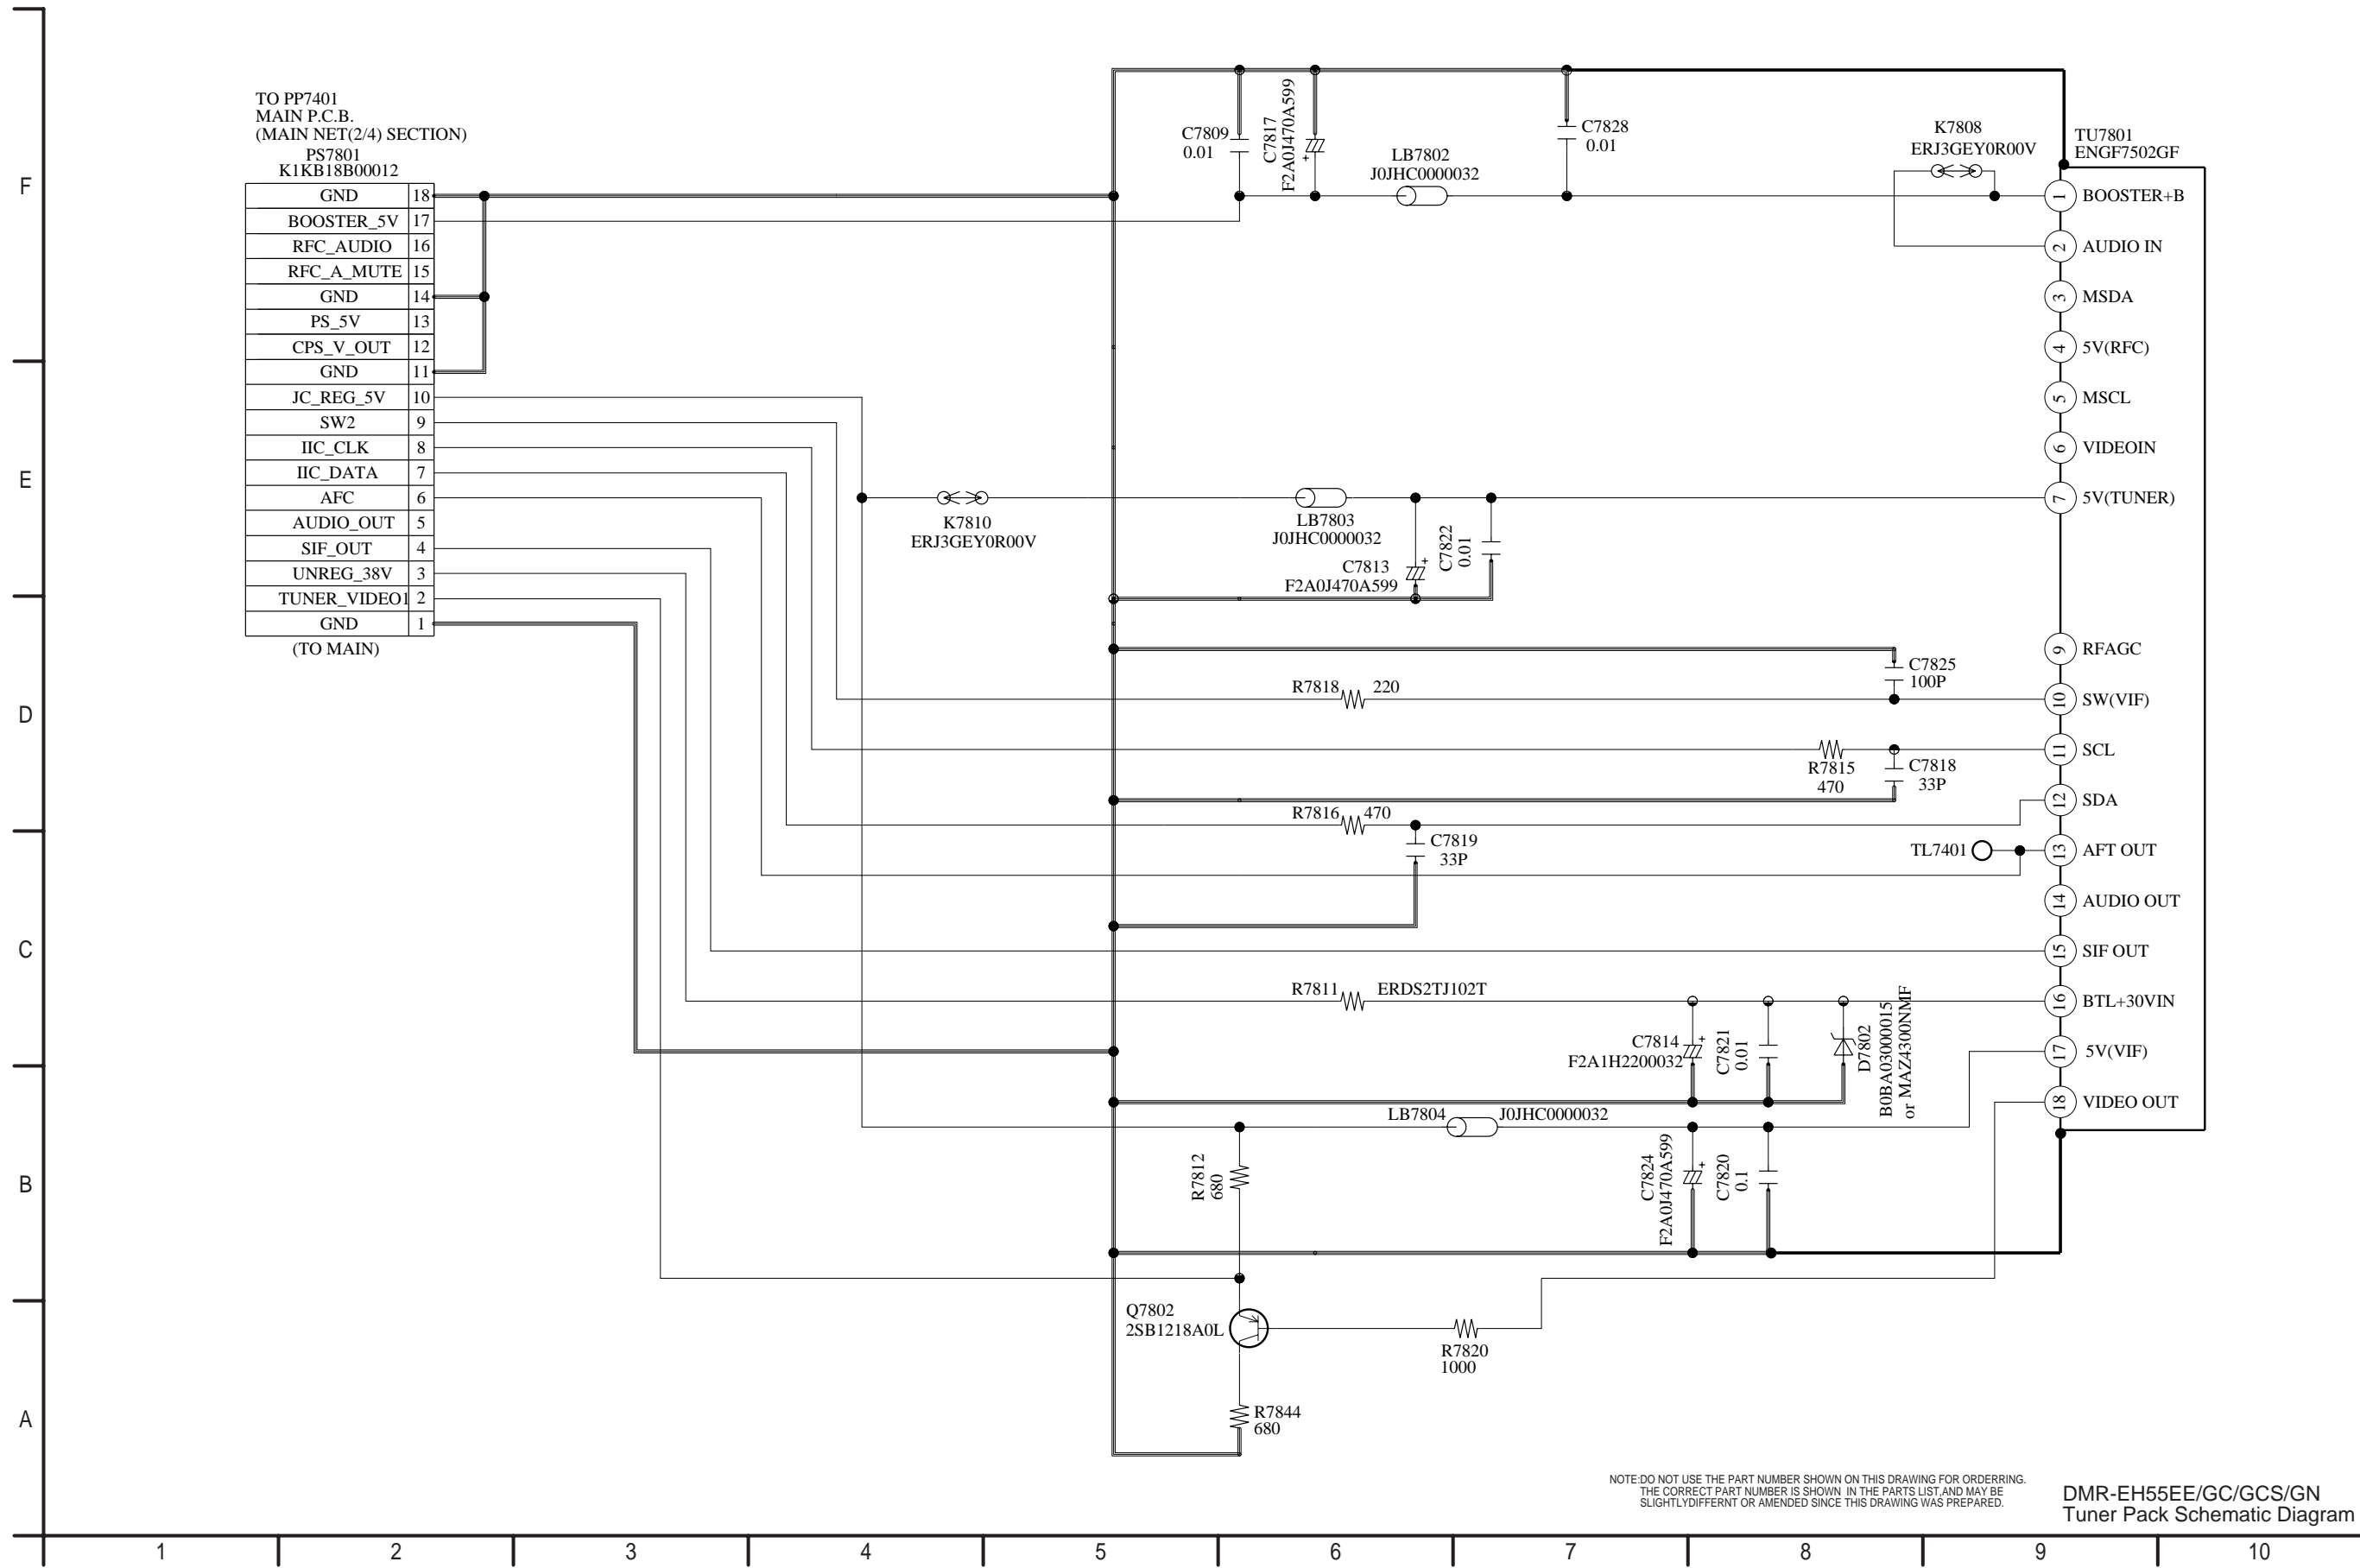 TO PP7401
MAIN P.C.B.
(MAIN NET(2/4) SECTION)
PS7801
K1KB18B00012
GND 18
BOOSTER_5V 17
RFC_AUDIO 16
RFC_A_MUTE 15
GND 14
PS_5V 13
CPS_V_OUT 12
GND 11
JC_REG_5V 10
SW2 9
IIC_CLK 8
IIC_DATA 7
AFC 6
AUDIO_OUT 5
SIF_OUT 4
UNREG_38V 3
TUNER_VIDEO1 2
GND 1
(TO MAIN)
C7809
0.01
C7817
F2A0J470A599
+
LB7802
J0JHC0000032
C7828
0.01
K7808
ERJ3GEY0R00V
TU7801
ENGF7502GF
1 BOOSTER+B
2 AUDIO IN
3 MSDA
4 5V(RFC)
5 MSCL
6 VIDEOIN
7 5V(TUNER)
9 RFAGC
10 SW(VIF)
11 SCL
12 SDA
13 AFT OUT
14 AUDIO OUT
15 SIF OUT
16 BTL+30VIN
17 5V(VIF)
18 VIDEO OUT
K7810
ERJ3GEY0R00V
LB7803
J0JHC0000032
C7813
F2A0J470A599
+
C7822
0.01
C7825
100P
R7818 220
R7815
470
C7818
33P
R7816 470
C7819
33P
TL7401
R7811 ERDS2TJ102T
C7814
F2A1H2200032
+
C7821
0.01
D7802
B0BA03000015
or MAZ4300NMF
LB7804 J0JHC0000032
R7812
680
C7824
F2A0J470A599
+
C7820
0.1
Q7802
2SB1218A0L
R7820
1000
R7844
680
NOTE:DO NOT USE THE PART NUMBER SHOWN ON THIS DRAWING FOR ORDERRING.
THE CORRECT PART NUMBER IS SHOWN IN THE PARTS LIST,AND MAY BE
SLIGHTLYDIFFERNT OR AMENDED SINCE THIS DRAWING WAS PREPARED.
DMR-EH55EE/GC/GCS/GN
Tuner Pack Schematic Diagram
F
E
D
C
B
A
1 2 3 4 5 6 7 8 9 10